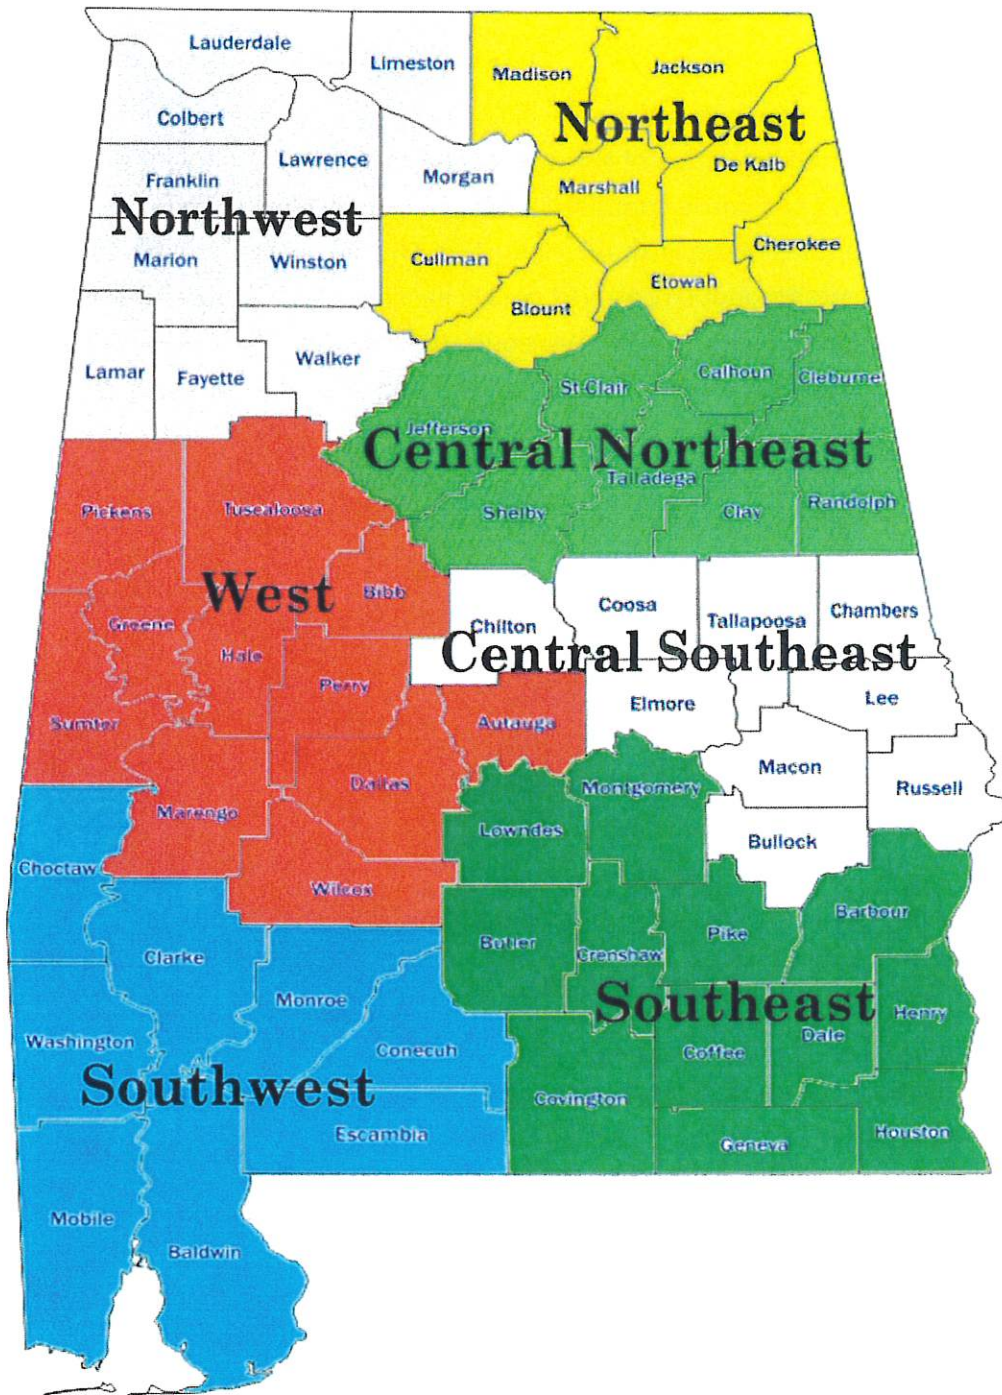 Lauderdale
Limeston
Madison
Jackson
Colbert
Northeast
Lawrence
De Kalb
Franklin
Morgan
Marshall
Northwest
Cherokee
Marion
Winston
Cullman
Etowah
Blount
Walker
Lamar
Fayette
St Clair
Calhoun
Cleburne
Jefferson
Central Northeast
Talladega
Pickens
Tuscaloosa
Shelby
Clay
Randolph
West
Bibb
Coosa
Tallapoosa
Chambers
Greene
Chilton
Hale
Central Southeast
Perry
Elmore
Lee
Sumter
Autauga
Macon
Dallas
Montgomery
Russell
Marengo
Lowndes
Bullock
Choctaw
Wilcox
Barbour
Clarke
Butler
Crenshaw
Pike
Monroe
Southeast
Henry
Washington
Conecuh
Coffee
Dale
Southwest
Covington
Escambia
Geneva
Houston
Mobile
Baldwin